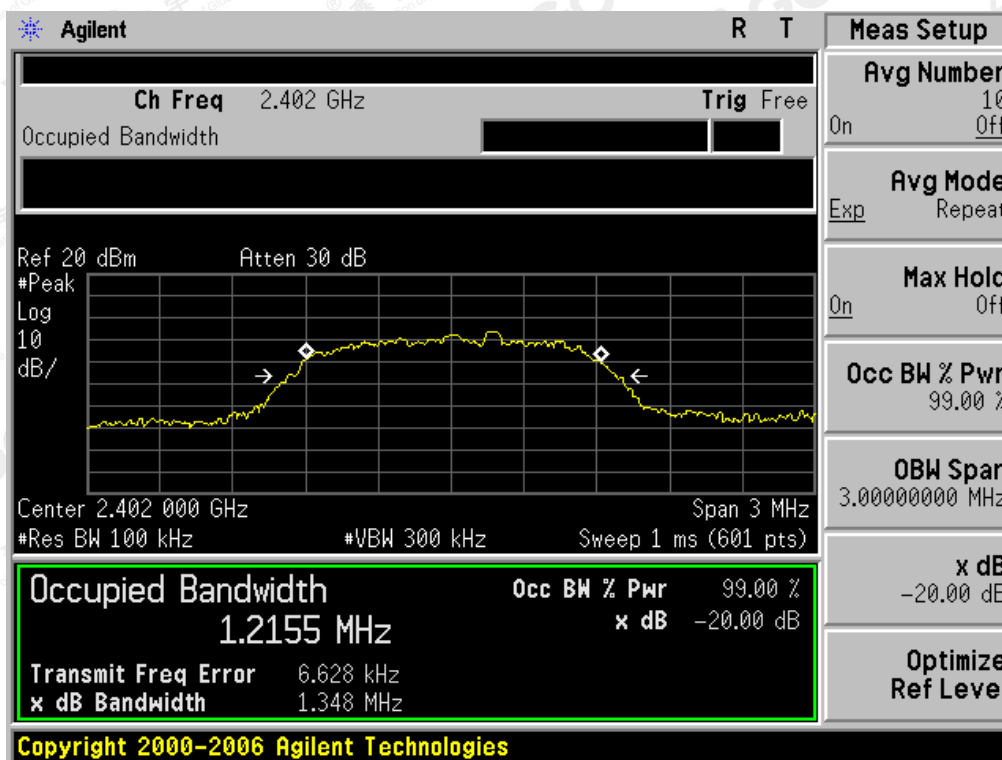 Agilent R T Meas Setup
Ch Freq 2.402 GHz Trig Free
Occupied Bandwidth
Ref 20 dBm Atten 30 dB
#Peak
Log
10
dB/
Center 2.402 000 GHz Span 3 MHz
#Res BW 100 kHz #VBW 300 kHz Sweep 1 ms (601 pts)
Occupied Bandwidth Occ BW % Pwr 99.00 %
1.2155 MHz x dB -20.00 dB
Transmit Freq Error 6.628 kHz
x dB Bandwidth 1.348 MHz
Copyright 2000-2006 Agilent Technologies
Avg Number
10
On Off
Avg Mode
Exp Repeat
Max Hold
On Off
Occ BW % Pwr
99.00 %
OBW Span
3.00000000 MHz
x dB
-20.00 dB
Optimize
Ref Level